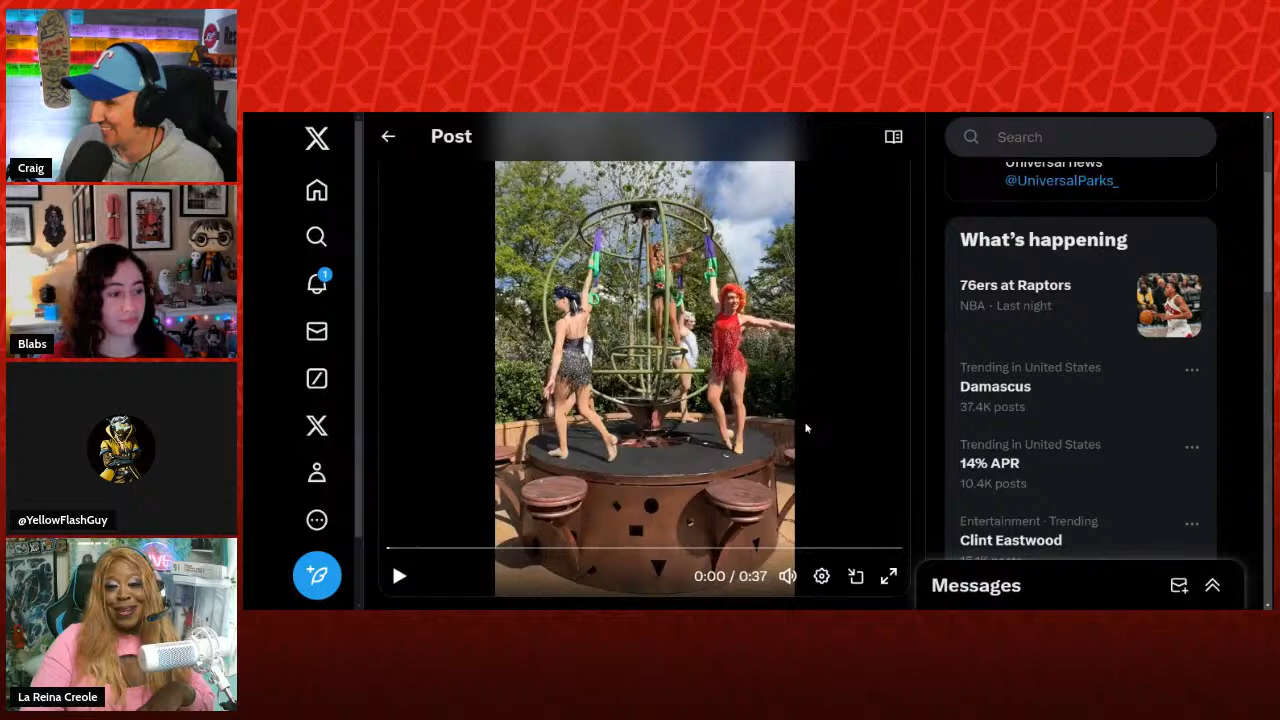 Craig
Blabs
@YellowFlashGuy
La Reina Creole
Post
Search
Universal news
@UniversalParks_
What's happening
76ers at Raptors
NBA · Last night
Trending in United States
Damascus
37.4K posts
Trending in United States
14% APR
10.4K posts
Entertainment · Trending
Clint Eastwood
1
0:00 / 0:37
Messages